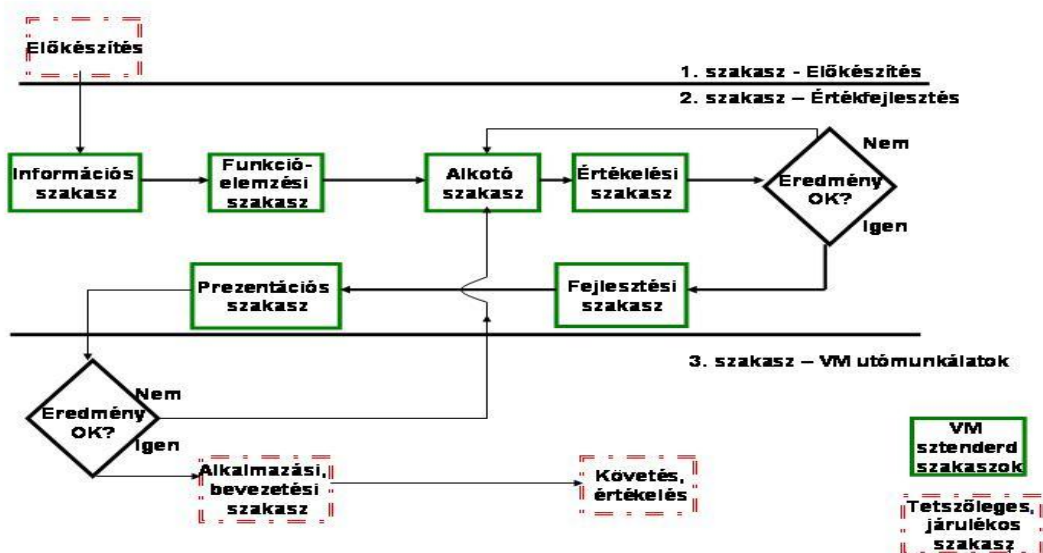 Előkészítés
1. szakasz - Előkészítés
2. szakasz – Értékfejlesztés
Információs
szakasz
Funkció-
elemzési
szakasz
Alkotó
szakasz
Értékelési
szakasz
Nem
Eredmény
OK?
Igen
Prezentációs
szakasz
Fejlesztési
szakasz
3. szakasz – VM utómunkálatok
Nem
Eredmény
OK?
Igen
Alkalmazási,
bevezetési
szakasz
Követés,
értékelés
VM
sztenderd
szakaszok
Tetszőleges,
járulékos
szakasz